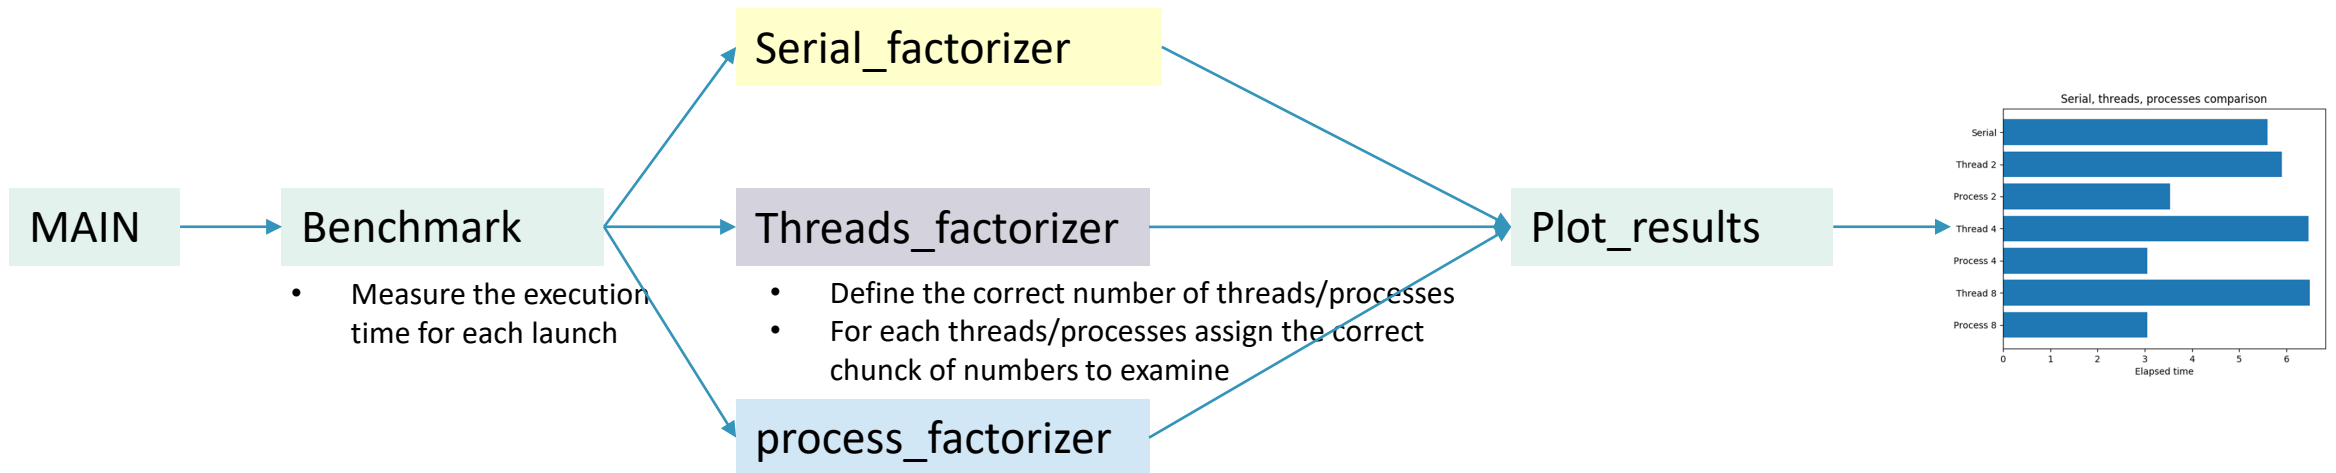 MAIN
Benchmark
• Measure the execution
time for each launch
Serial_factorizer
Threads_factorizer
• Define the correct number of threads/processes
• For each threads/processes assign the correct
chunck of numbers to examine
process_factorizer
Plot_results
Serial, threads, processes comparison
Serial
Thread 2
Process 2
Thread 4
Process 4
Thread 8
Process 8
0 1 2 3 4 5 6
Elapsed time